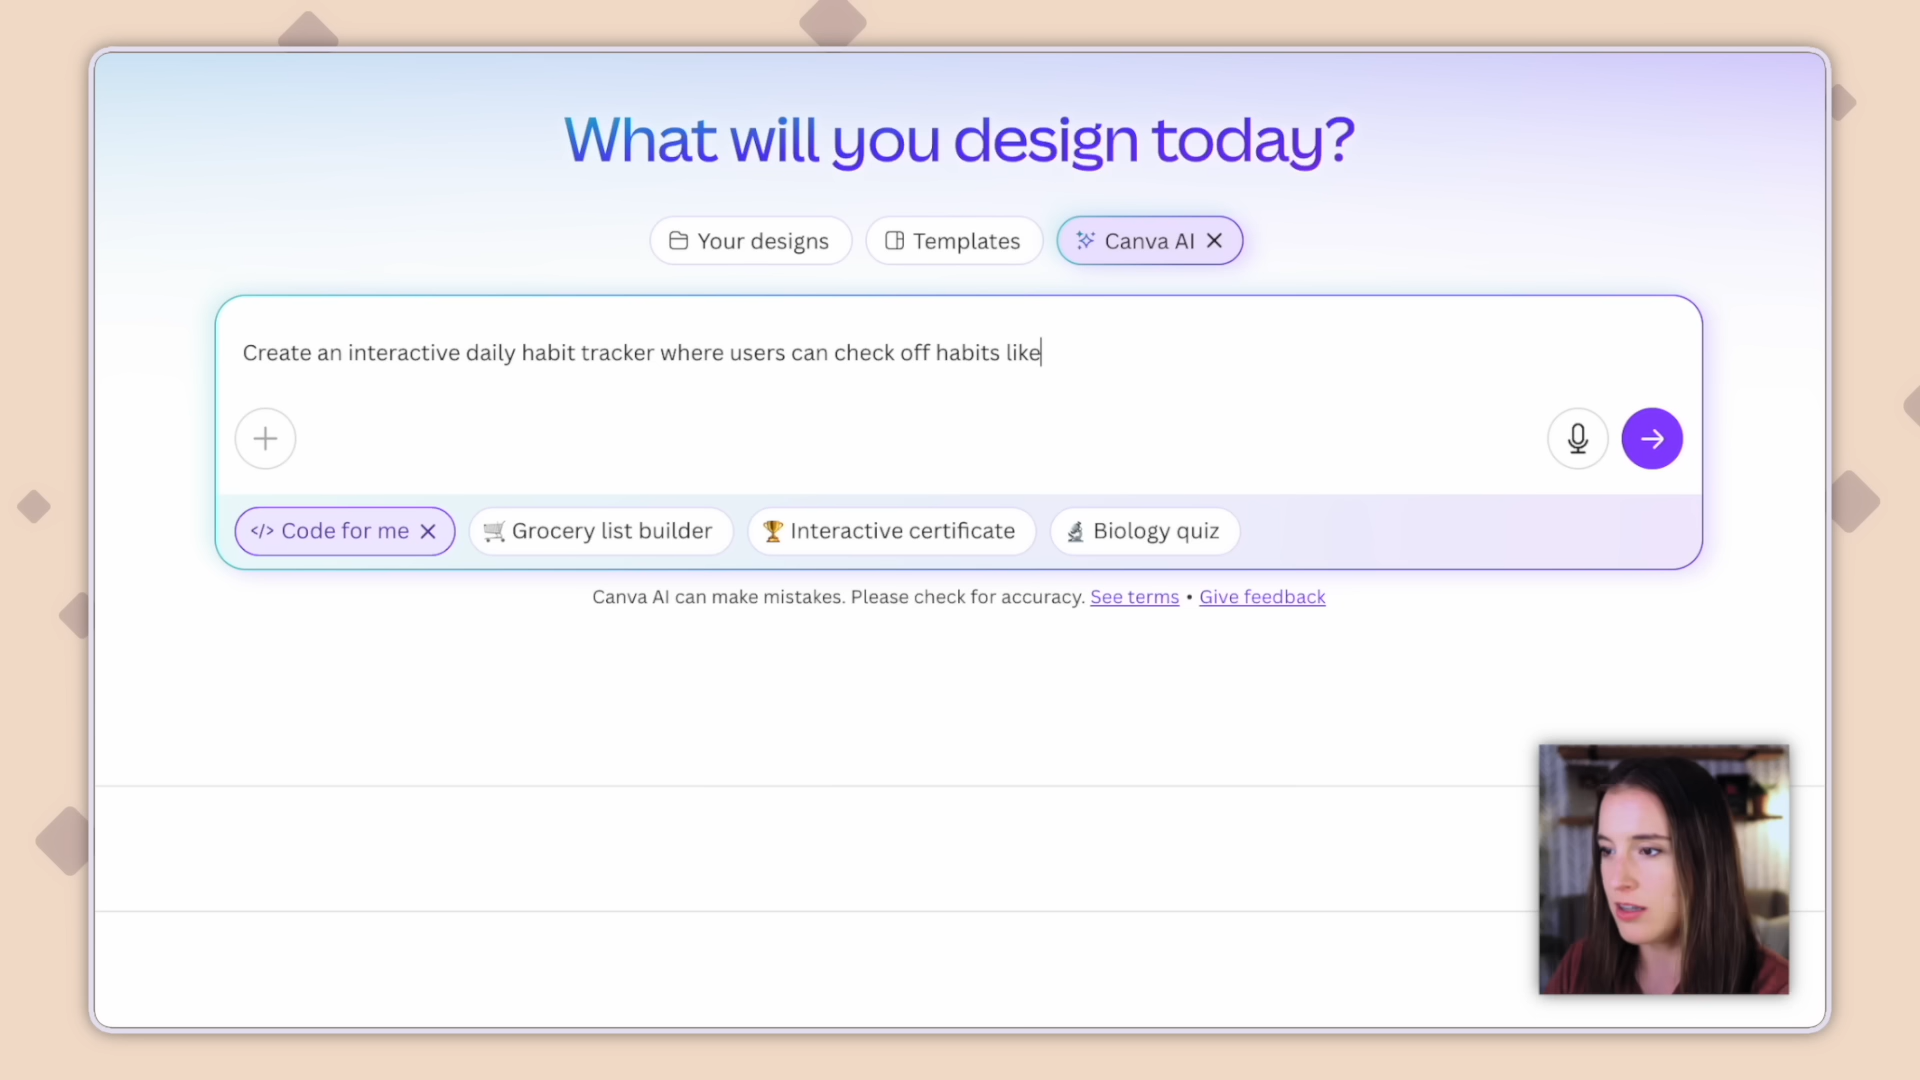 What will you design today?
Your designs
Templates
Canva AI
Create an interactive daily habit tracker where users can check off habits like
</> Code for me
Grocery list builder
Interactive certificate
Biology quiz
Canva AI can make mistakes. Please check for accuracy. See terms • Give feedback